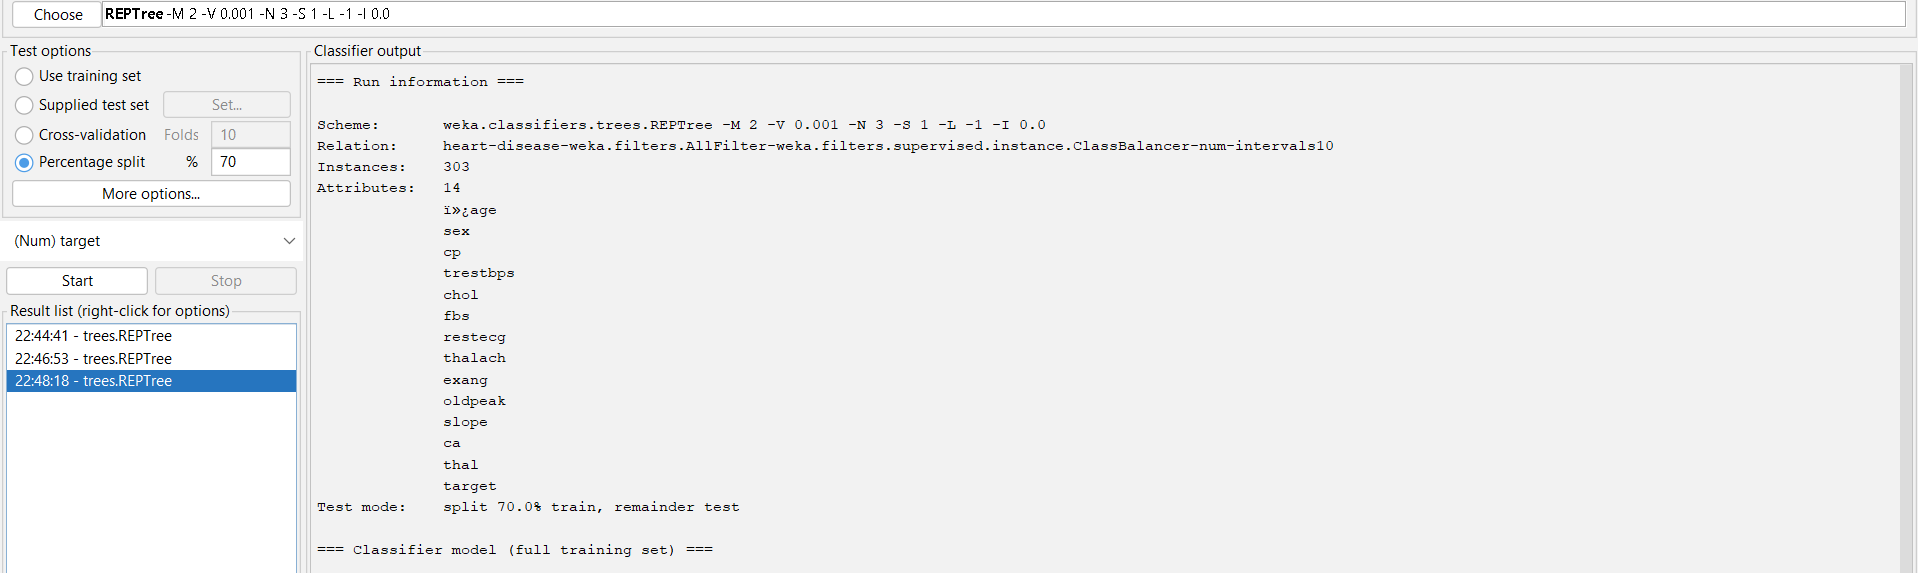 Choose
REPTree -M 2 -V 0.001 -N 3 -S 1 -L -1 -I 0.0
Test options
Use training set
Supplied test set Set...
Cross-validation Folds 10
Percentage split % 70
More options...
(Num) target
Start Stop
Result list (right-click for options)
22:44:41 - trees.REPTree
22:46:53 - trees.REPTree
22:48:18 - trees.REPTree
Classifier output
=== Run information ===
Scheme: weka.classifiers.trees.REPTree -M 2 -V 0.001 -N 3 -S 1 -L -1 -I 0.0
Relation: heart-disease-weka.filters.AllFilter-weka.filters.supervised.instance.ClassBalancer-num-intervals10
Instances: 303
Attributes: 14
ï»¿age
sex
cp
trestbps
chol
fbs
restecg
thalach
exang
oldpeak
slope
ca
thal
target
Test mode: split 70.0% train, remainder test
=== Classifier model (full training set) ===